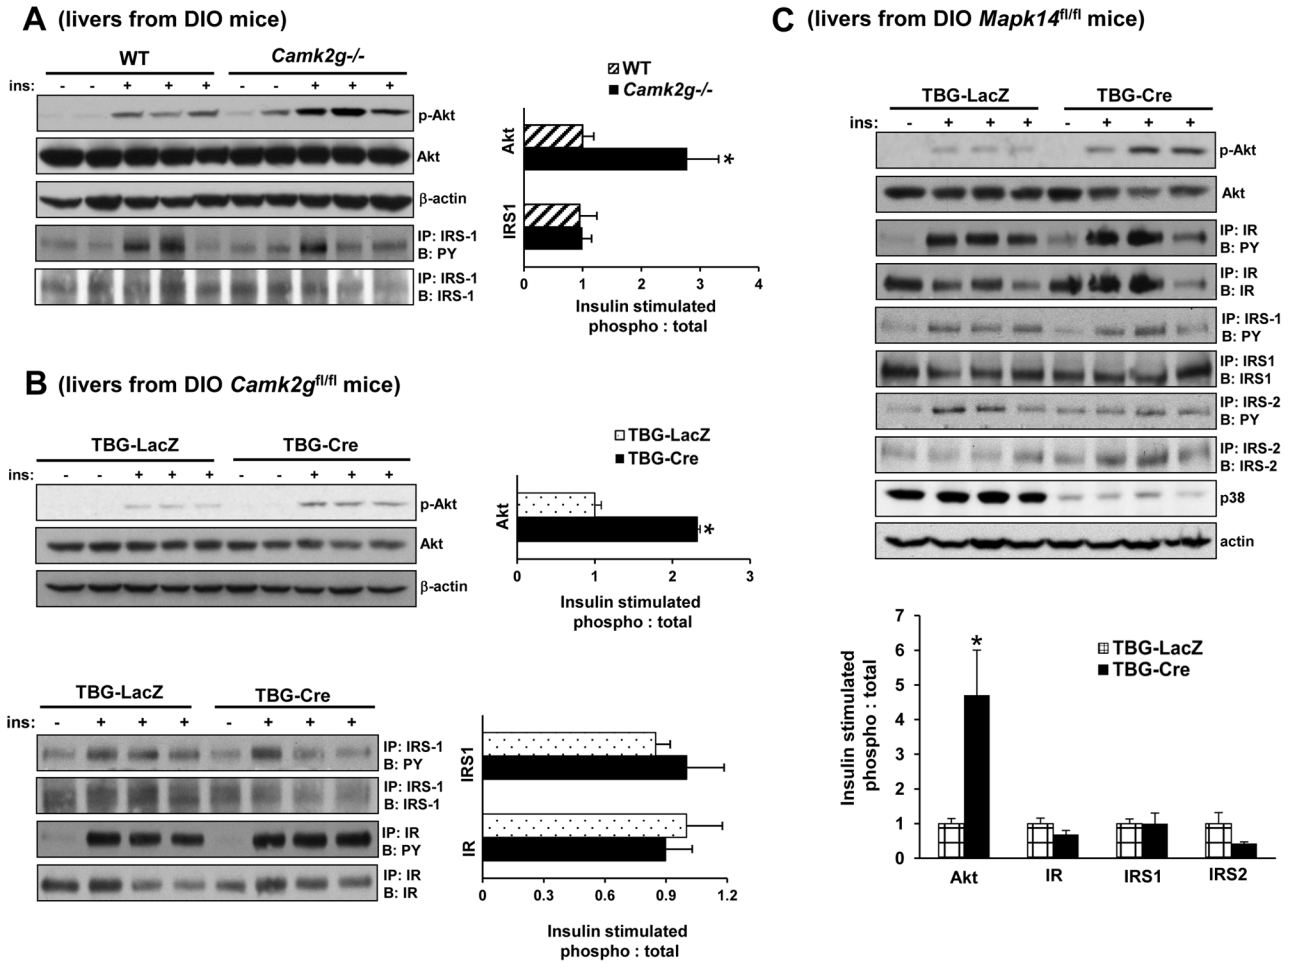 A (livers from DIO mice)
WT Camk2g-/-
ins: - - + + + - - + + +
p-Akt
Akt
β-actin
IP: IRS-1
B: PY
IP: IRS-1
B: IRS-1
WT
Camk2g-/-
Akt
*
IRS1
0 1 2 3 4
Insulin stimulated
phospho : total
B (livers from DIO Camk2gfl/fl mice)
TBG-LacZ TBG-Cre
ins: - - + + + - - + + +
p-Akt
Akt
β-actin
TBG-LacZ
TBG-Cre
Akt
*
0 1 2 3
Insulin stimulated
phospho : total
TBG-LacZ TBG-Cre
ins: - + + + - + + +
IP: IRS-1
B: PY
IP: IRS-1
B: IRS-1
IP: IR
B: PY
IP: IR
B: IR
IRS1
IR
0 0.3 0.6 0.9 1.2
Insulin stimulated
phospho : total
C (livers from DIO Mapk14fl/fl mice)
TBG-LacZ TBG-Cre
ins: - + + + - + + +
p-Akt
Akt
IP: IR
B: PY
IP: IR
B: IR
IP: IRS-1
B: PY
IP: IRS1
B: IRS1
IP: IRS-2
B: PY
IP: IRS-2
B: IRS-2
p38
actin
Insulin stimulated
phospho : total
7
6
5
4
3
2
1
0
*
TBG-LacZ
TBG-Cre
Akt IR IRS1 IRS2